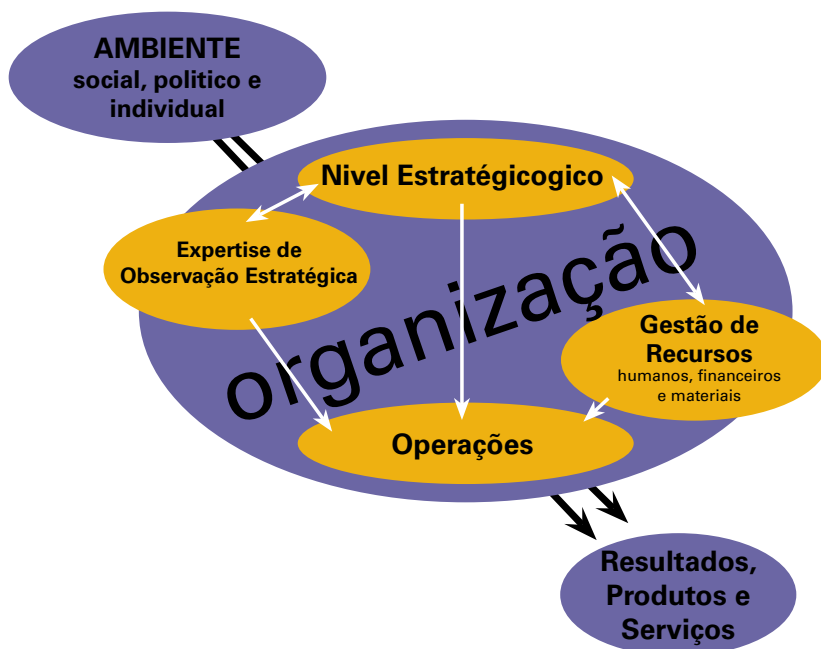 AMBIENTE
social, politico e
individual
Nivel Estratégicogico
Expertise de
Observação Estratégica
organização
Gestão de
Recursos
humanos, financeiros
e materiais
Operações
Resultados,
Produtos e
Serviços